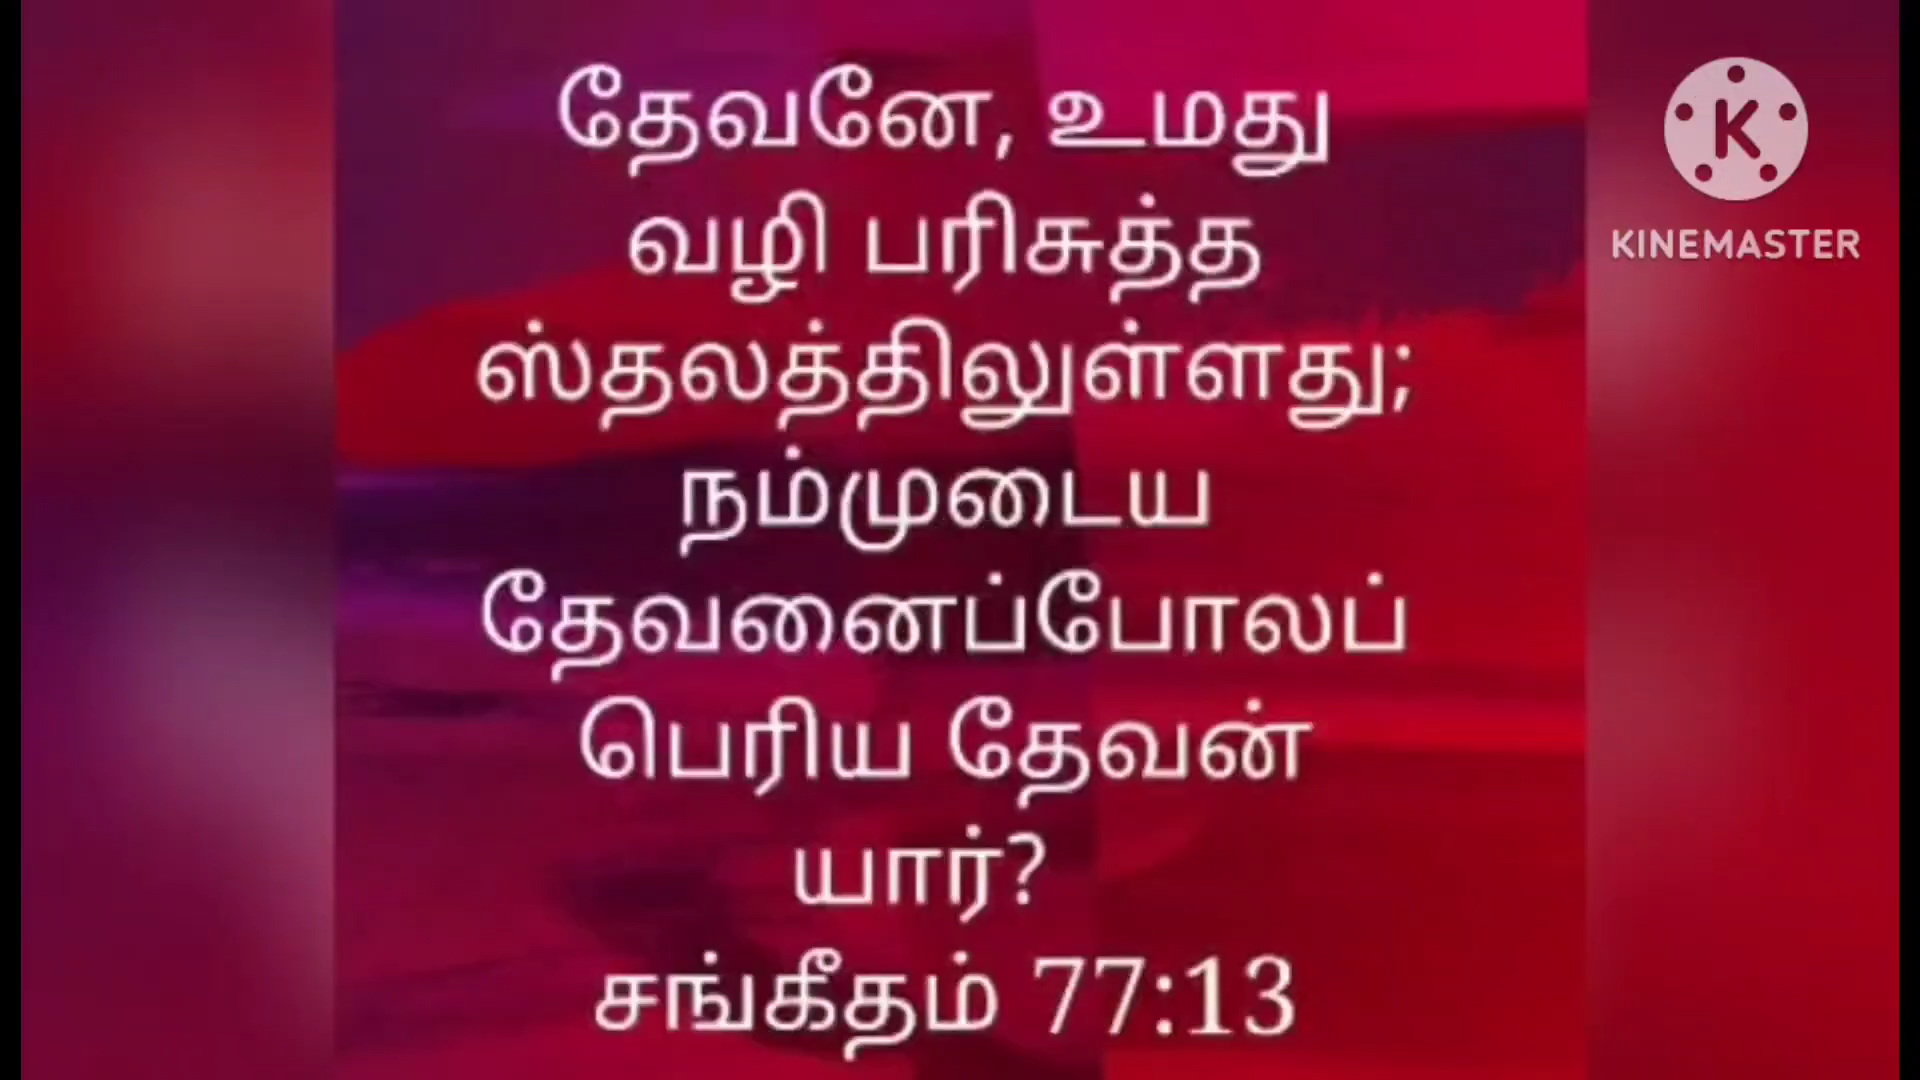 தேவனே, உமது
வழி பரிசுத்த
ஸ்தலத்திலுள்ளது;
நம்முடைய
தேவனைப்போலப்
பெரிய தேவன்
யார்?
சங்கீதம் 77:13
K
KINEMASTER